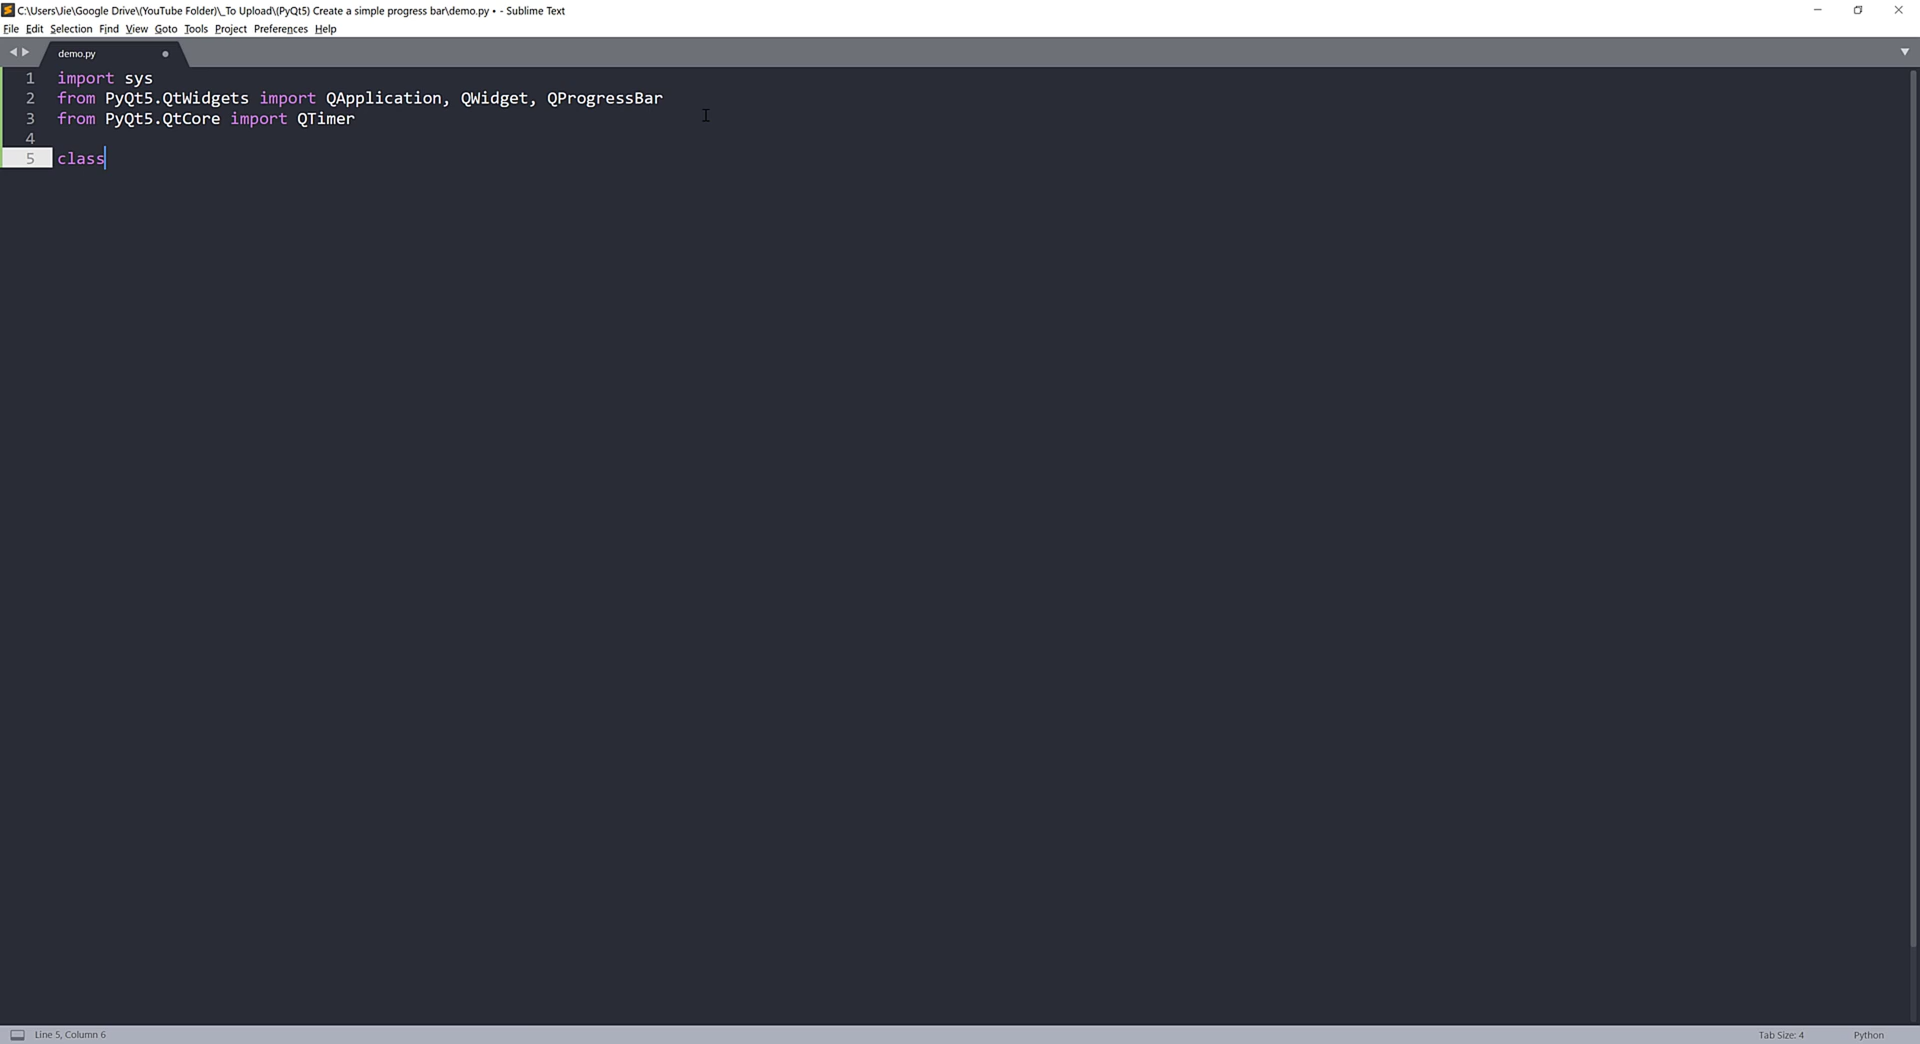 C:\Users\Jie\Google Drive\(YouTube Folder)\_To Upload\(PyQt5) Create a simple progress bar\demo.py • - Sublime Text
File Edit Selection Find View Goto Tools Project Preferences Help
demo.py
1 import sys
2 from PyQt5.QtWidgets import QApplication, QWidget, QProgressBar
3 from PyQt5.QtCore import QTimer
4
5 class
Line 5, Column 6 Tab Size: 4 Python